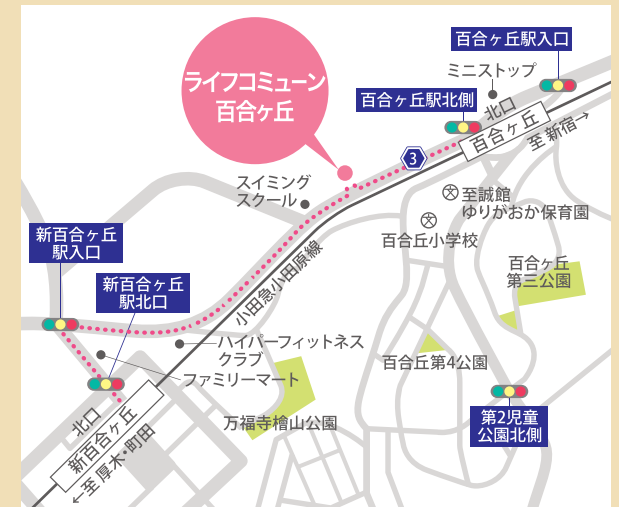 百合ヶ丘駅入口
ミニストップ
百合ヶ丘駅北側
ライフコミューン
百合ヶ丘
北口
百合ヶ丘
至 新宿→
3
スイミング
スクール
文
至誠館
ゆりがおか保育園
文
百合丘小学校
新百合ヶ丘
駅入口
小田急小田原線
百合ヶ丘
第三公園
新百合ヶ丘
駅北口
ハイパーフィットネス
クラブ
ファミリーマート
百合丘第4公園
万福寺檜山公園
第2児童
公園北側
北口
新百合ヶ丘
←至 厚木・町田